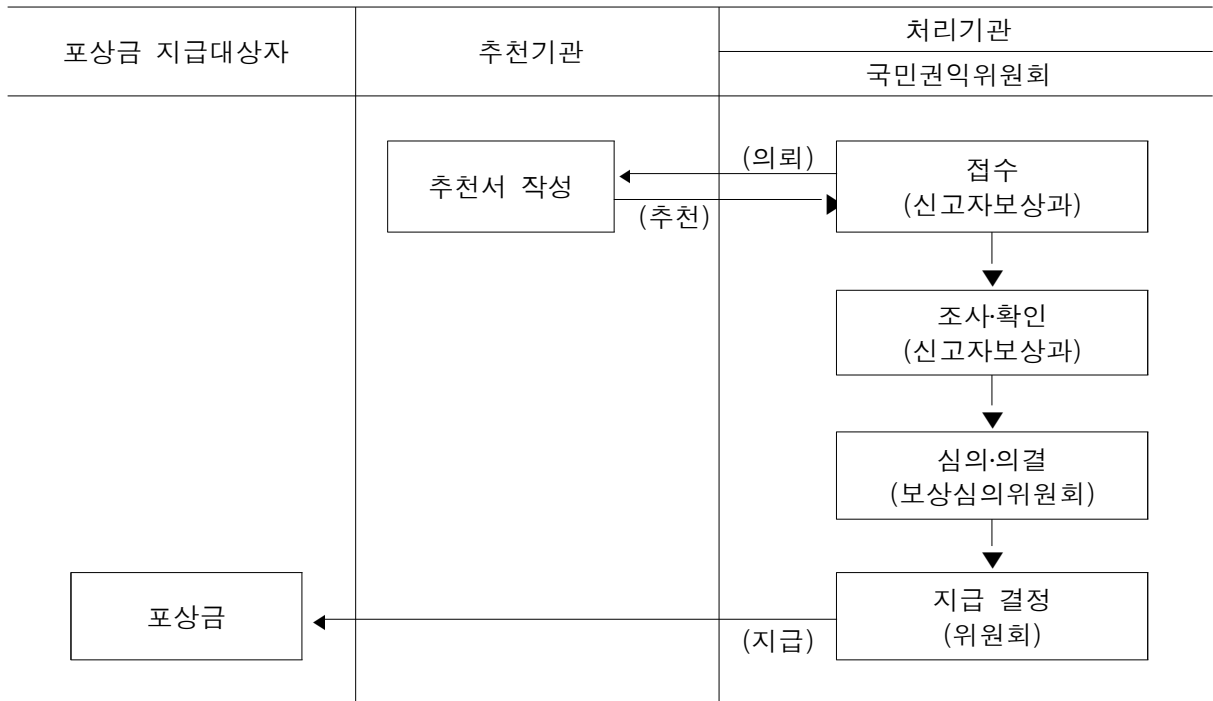 포상금 지급대상자
추천기관
처리기관
국민권익위원회
추천서 작성
(의뢰)
(추천)
접수
(신고자보상과)
조사·확인
(신고자보상과)
심의·의결
(보상심의위원회)
포상금
(지급)
지급 결정
(위원회)